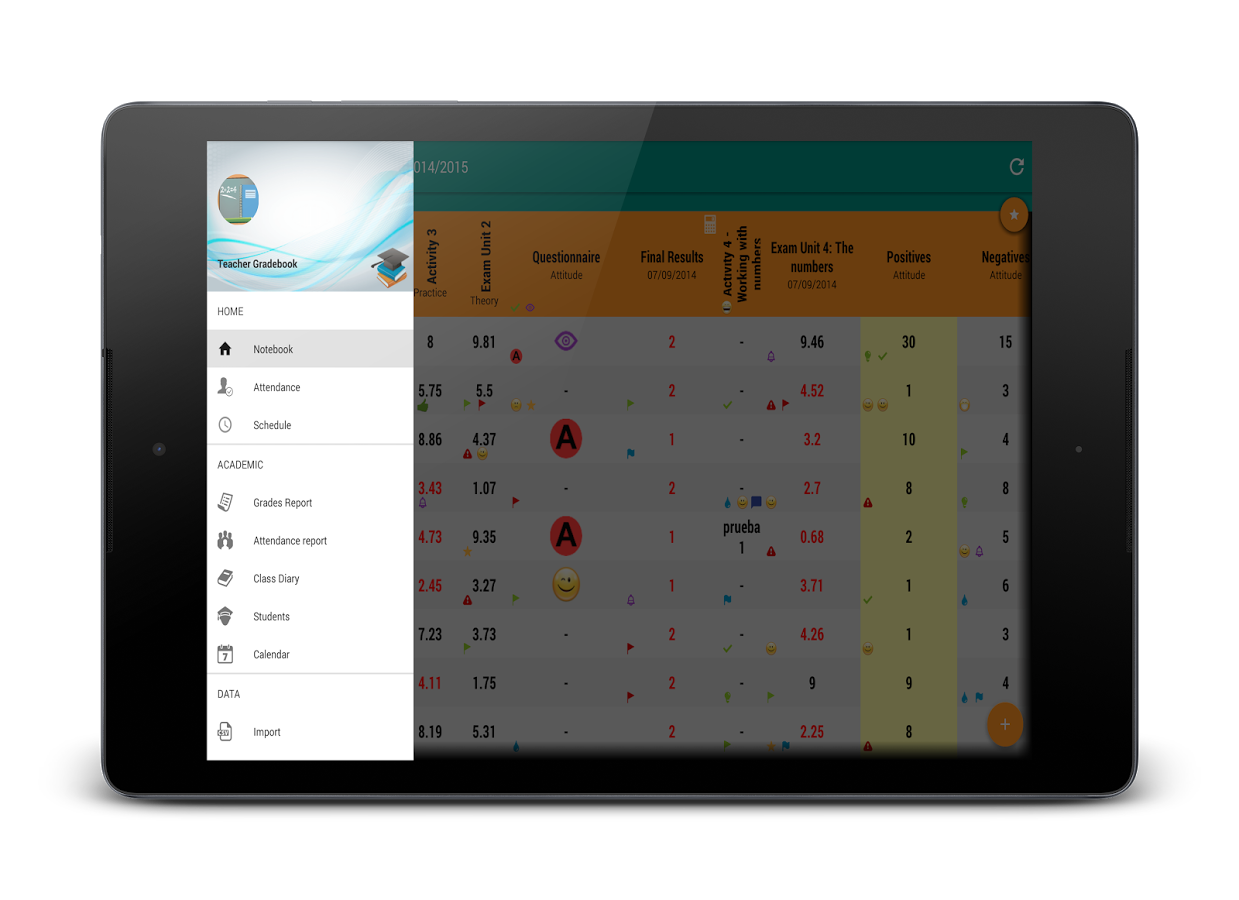 014/2015
2+2=4
Teacher Gradebook
HOME
Notebook
Attendance
Schedule
ACADEMIC
Grades Report
Attendance report
Class Diary
Students
7
Calendar
DATA
CSV
Import
Activity 3
Practice
Exam Unit 2
Theory
Questionnaire
Attitude
Final Results
07/09/2014
Activity 4 -
Working with
numbers
Exam Unit 4: The
numbers
07/09/2014
Positives
Attitude
Negatives
Attitude
8 9.81 2 - 9.46 30 15
A
5.75 5.5 - 2 - 4.52 1 3
8.86 4.37 A 1 - 3.2 10 4
3.43 1.07 - 2 - 2.7 8 8
4.73 9.35 A 1 prueba 0.68 2 5
1
2.45 3.27 1 - 3.71 1 6
7.23 3.73 - 2 - 4.26 1 3
4.11 1.75 - 2 - 9 9 4
8.19 5.31 - 2 - 2.25 8
+